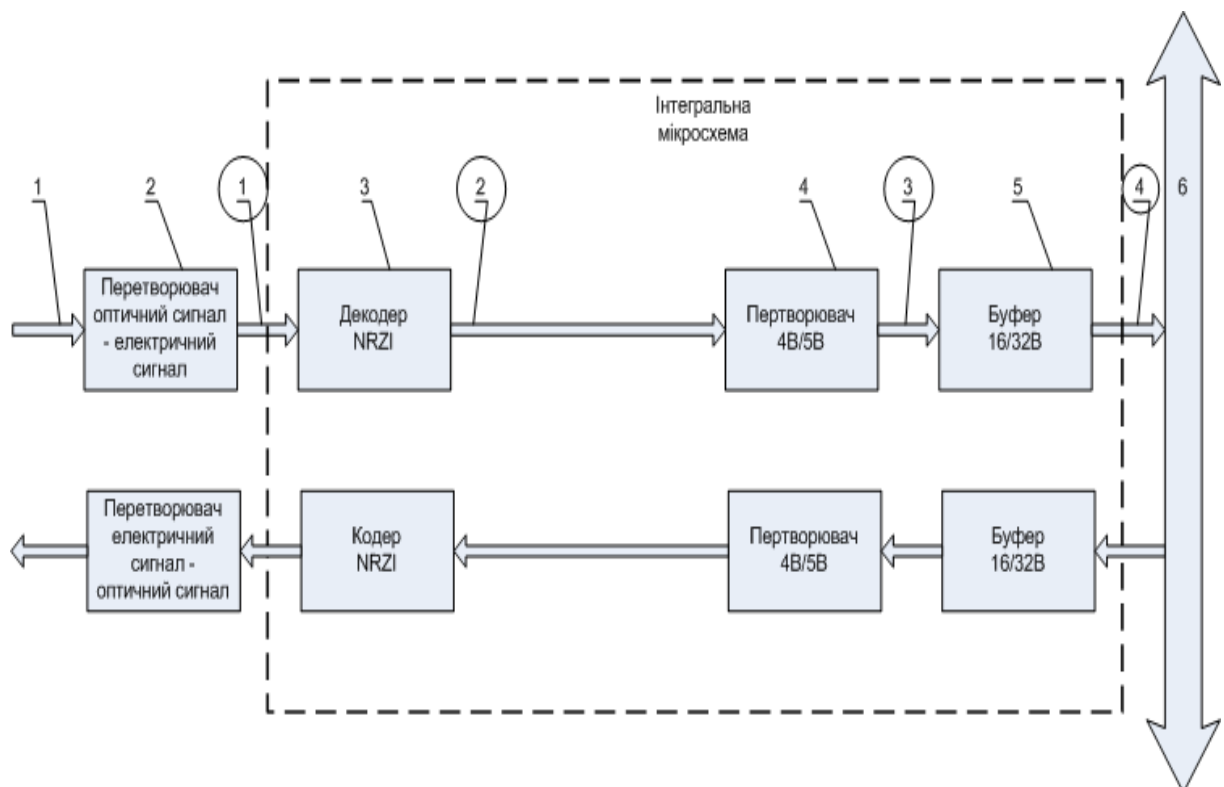 Інтегральна
мікросхема
1
2
1
3
2
4
3
5
4
6
Перетворювач
оптичний сигнал
- електричний
сигнал
Декодер
NRZI
Пертворювач
4B/5B
Буфер
16/32B
Перетворювач
електричний
сигнал -
оптичний сигнал
Кодер
NRZI
Пертворювач
4B/5B
Буфер
16/32B